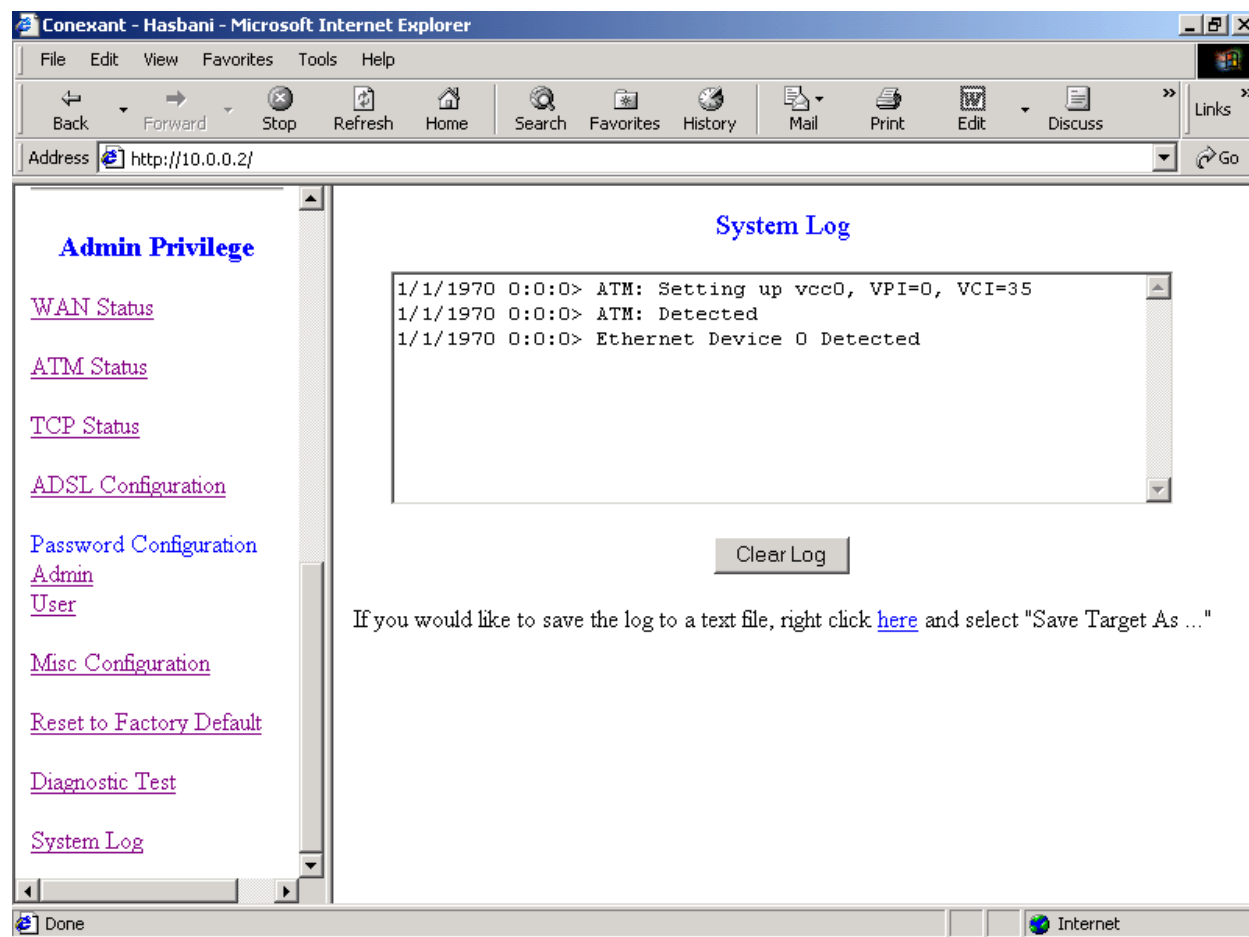 Conexant - Hasbani - Microsoft Internet Explorer
File Edit View Favorites Tools Help
Back Forward Stop Refresh Home Search Favorites History Mail Print Edit Discuss » Links »
Address http://10.0.0.2/ Go
Admin Privilege
WAN Status
ATM Status
TCP Status
ADSL Configuration
Password Configuration
Admin
User
Misc Configuration
Reset to Factory Default
Diagnostic Test
System Log
System Log
1/1/1970 0:0:0> ATM: Setting up vcc0, VPI=0, VCI=35
1/1/1970 0:0:0> ATM: Detected
1/1/1970 0:0:0> Ethernet Device 0 Detected
Clear Log
If you would like to save the log to a text file, right click here and select "Save Target As ..."
Done Internet